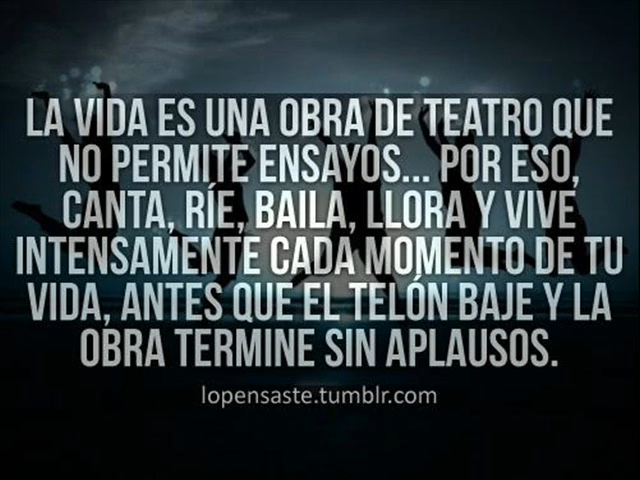 LA VIDA ES UNA OBRA DE TEATRO QUE
NO PERMITE ENSAYOS... POR ESO,
CANTA, RÍE, BAILA, LLORA Y VIVE
INTENSAMENTE CADA MOMENTO DE TU
VIDA, ANTES QUE EL TELÓN BAJE Y LA
OBRA TERMINE SIN APLAUSOS.
lopensaste.tumblr.com